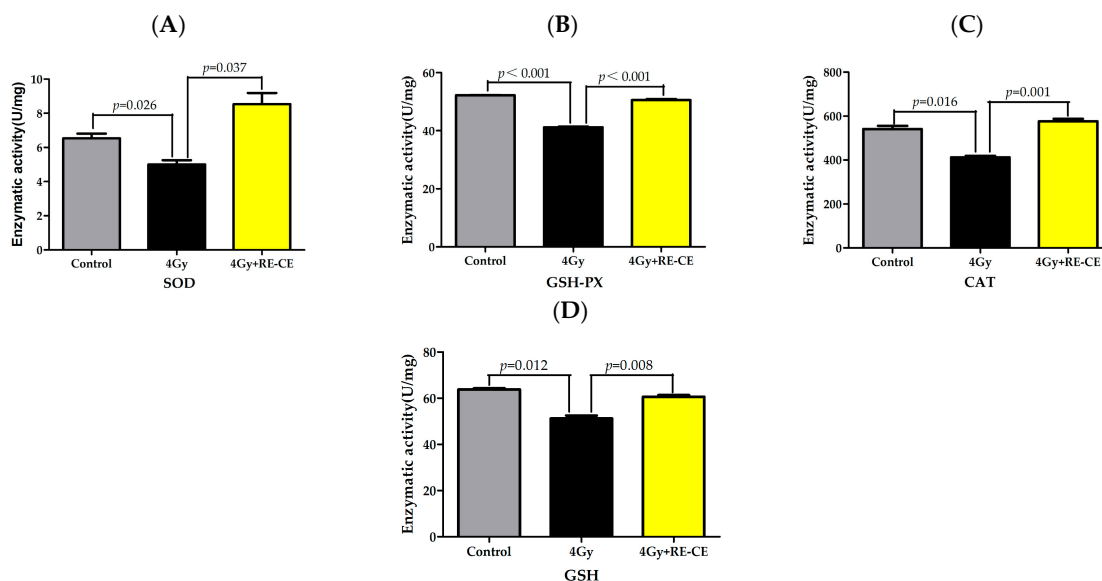 (A)
Enzymatic activity(U/mg)
10
8
6
4
2
0
p=0.026
p=0.037
Control
4Gy
4Gy+RE-CE
SOD
(B)
Enzymatic activity(U/mg)
60
40
20
0
p< 0.001
p< 0.001
Control
4Gy
4Gy+RE-CE
GSH-PX
(C)
Enzymatic activity(U/mg)
800
600
400
200
0
p=0.016
p=0.001
Control
4Gy
4Gy+RE-CE
CAT
(D)
Enzymatic activity(U/mg)
80
60
40
20
0
p=0.012
p=0.008
Control
4Gy
4Gy+RE-CE
GSH